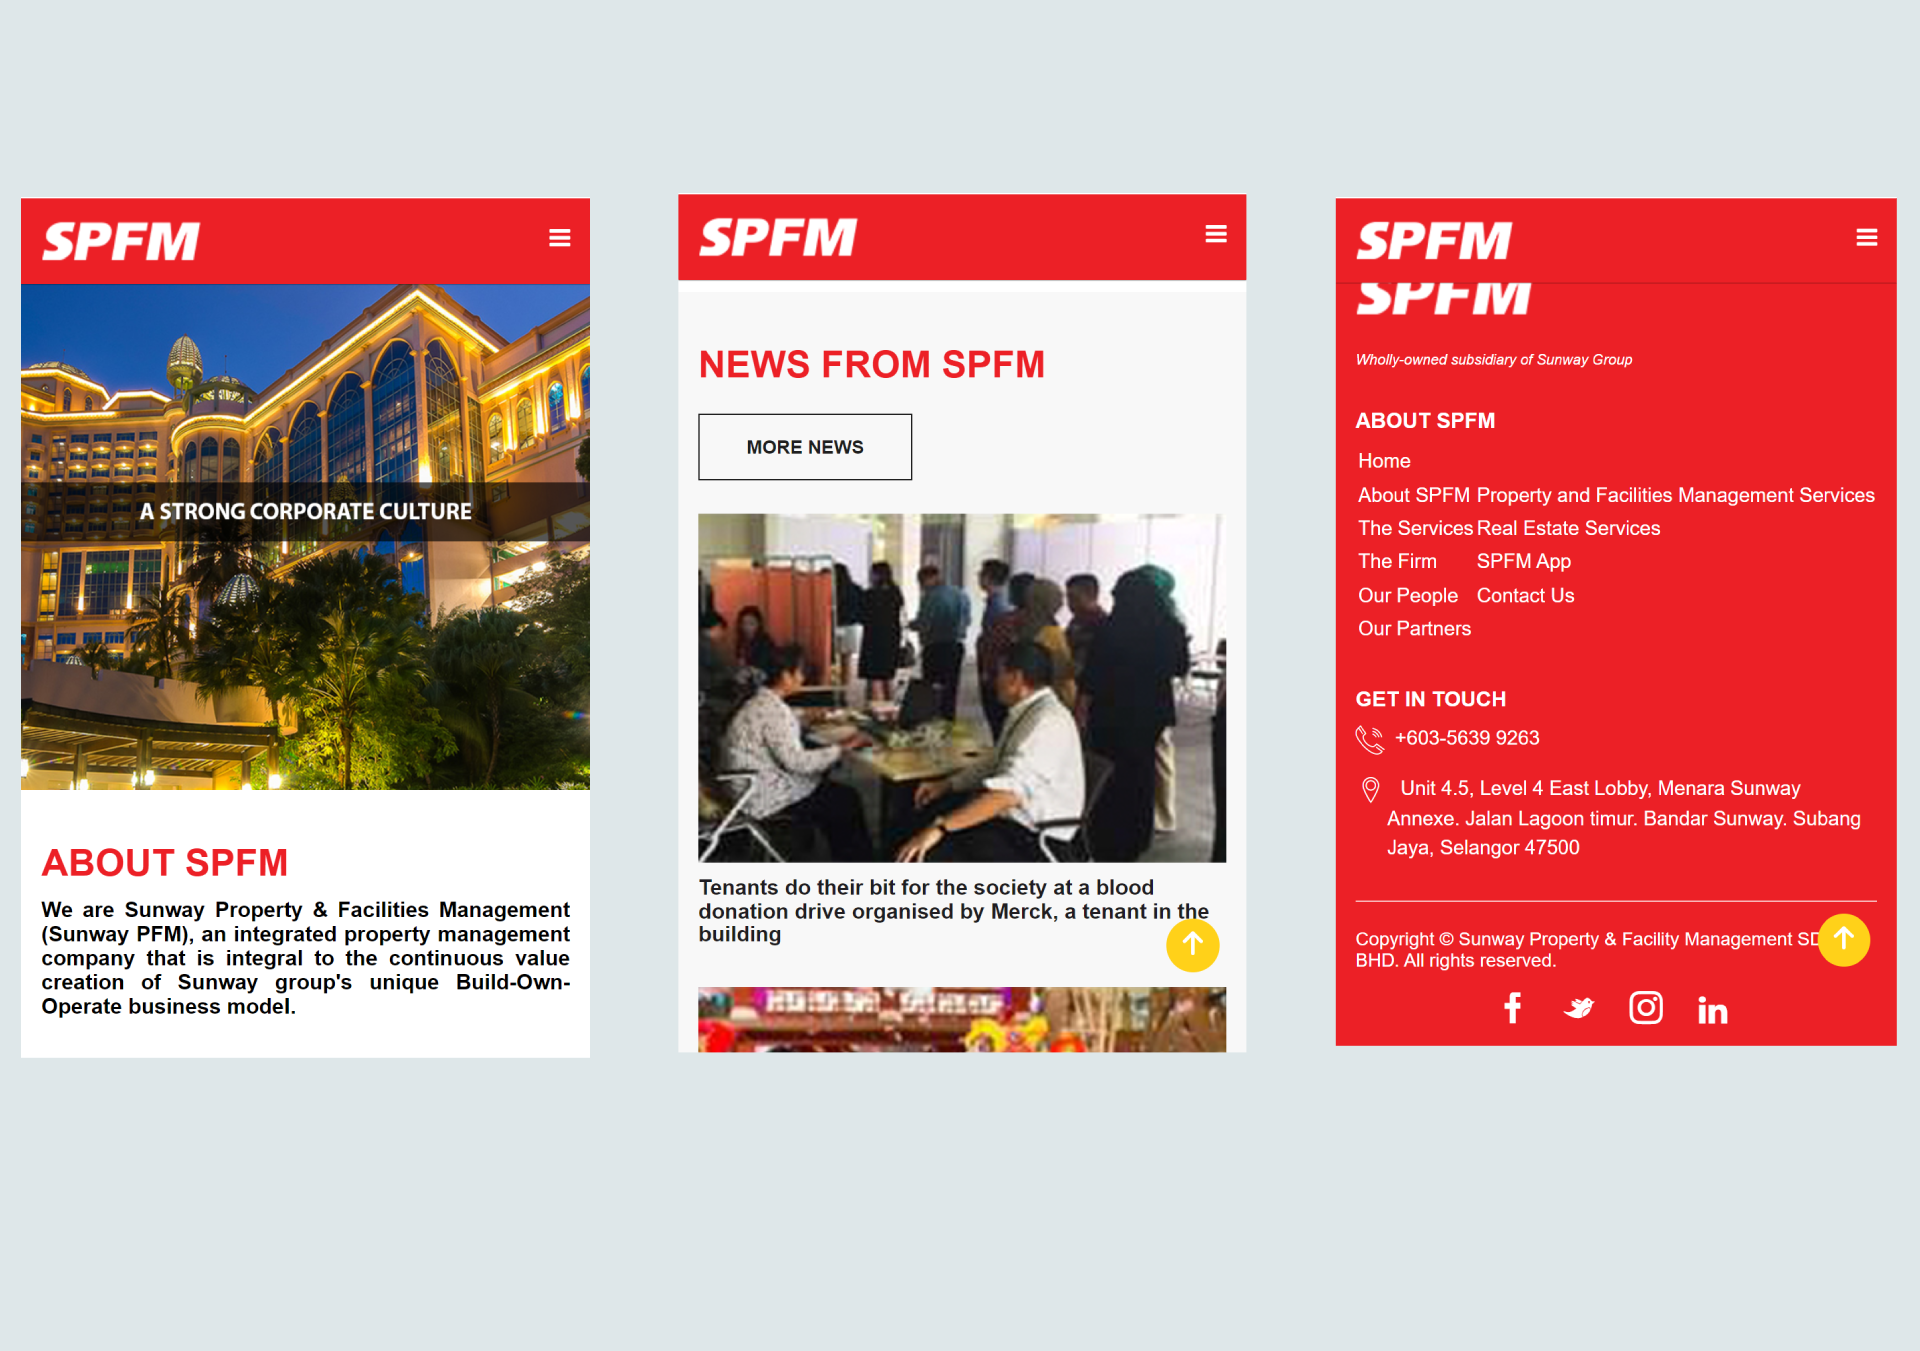 SPFM
A STRONG CORPORATE CULTURE
ABOUT SPFM
We are Sunway Property & Facilities Management
(Sunway PFM), an integrated property management
company that is integral to the continuous value
creation of Sunway group's unique Build-Own-
Operate business model.
SPFM
NEWS FROM SPFM
MORE NEWS
Tenants do their bit for the society at a blood
donation drive organised by Merck, a tenant in the
building
SPFM
SPFM
Wholly-owned subsidiary of Sunway Group
ABOUT SPFM
Home
About SPFM Property and Facilities Management Services
The Services Real Estate Services
The Firm SPFM App
Our People Contact Us
Our Partners
GET IN TOUCH
+603-5639 9263
Unit 4.5, Level 4 East Lobby, Menara Sunway
Annexe. Jalan Lagoon timur. Bandar Sunway. Subang
Jaya, Selangor 47500
Copyright © Sunway Property & Facility Management
BHD. All rights reserved.